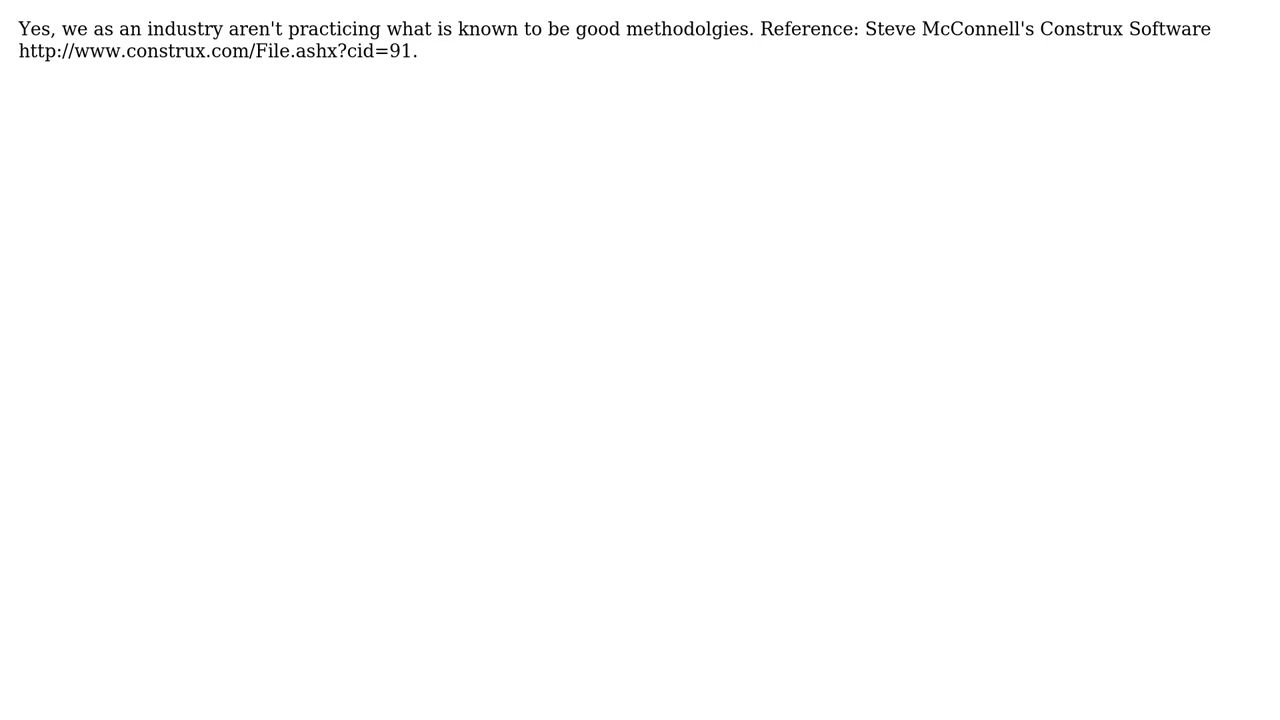 Yes, we as an industry aren't practicing what is known to be good methodolgies. Reference: Steve McConnell's Construx Software
http://www.construx.com/File.ashx?cid=91.